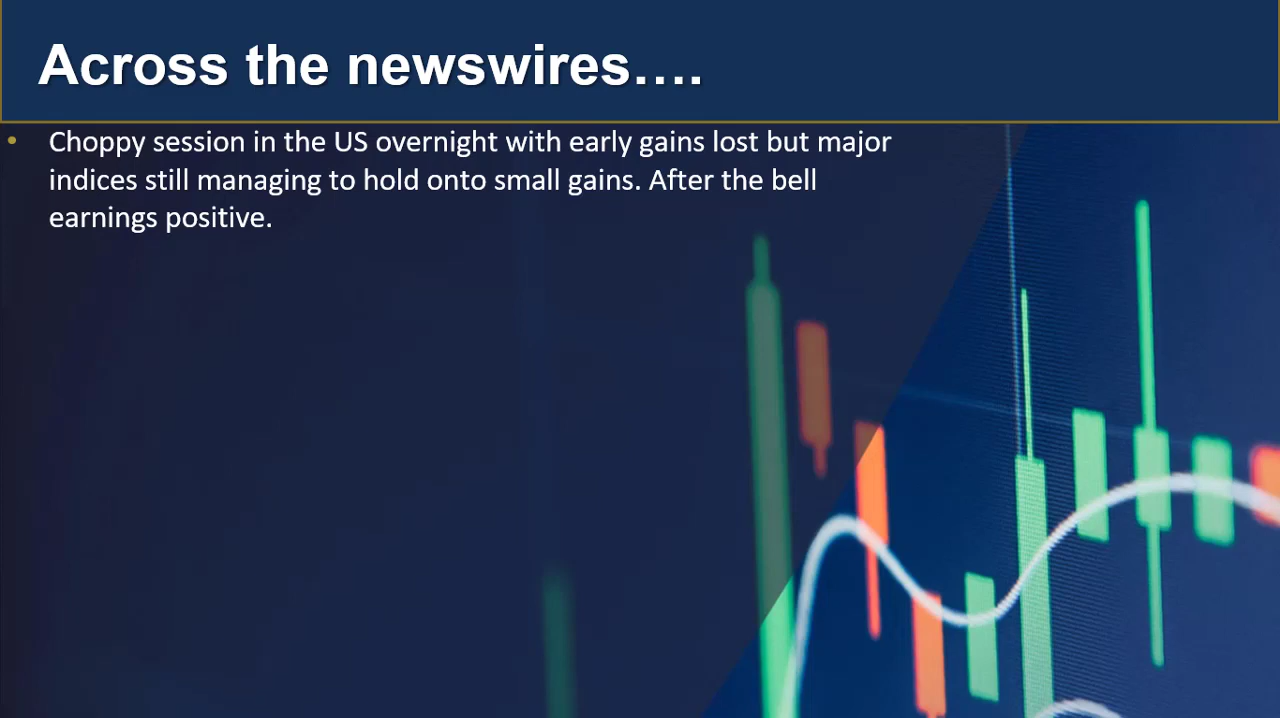 Across the newswires….
• Choppy session in the US overnight with early gains lost but major
indices still managing to hold onto small gains. After the bell
earnings positive.